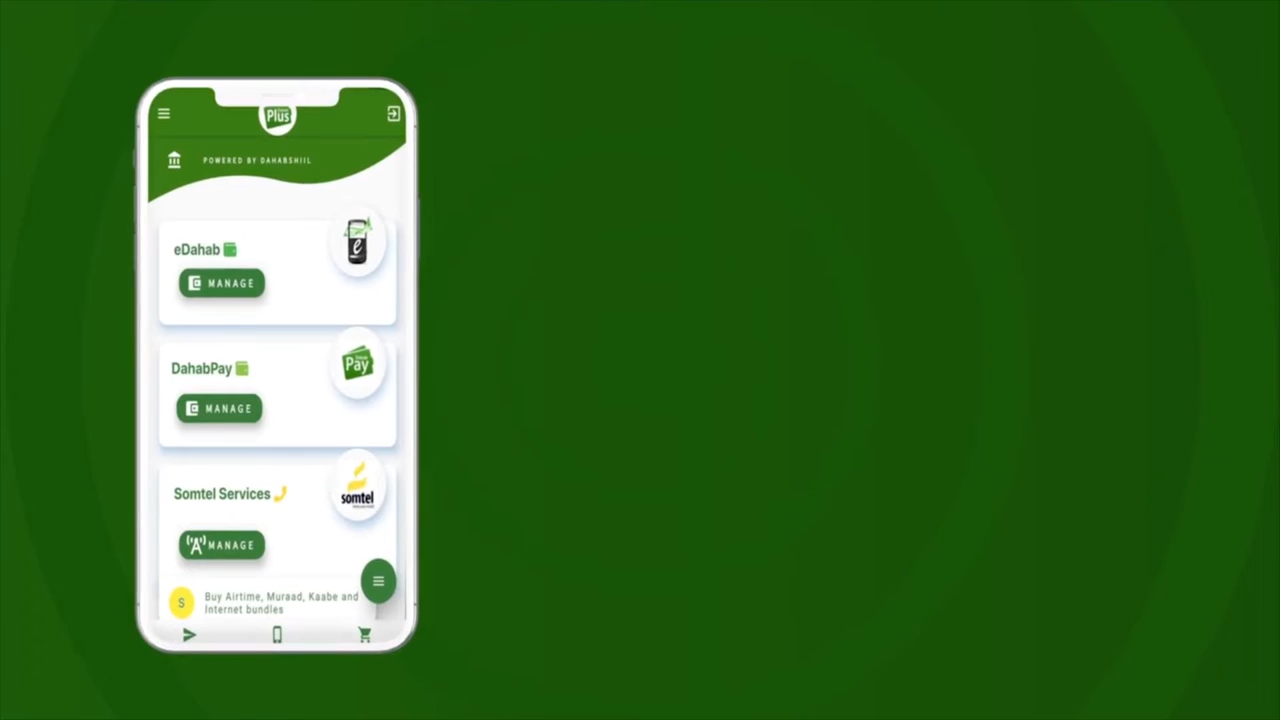 Plus
POWERED BY DAHABSHIIL
eDahab
e
MANAGE
DahabPay
Pay
MANAGE
Somtel Services
somtel
MANAGE
S
Buy Airtime, Muraad, Kaabe and
Internet bundles